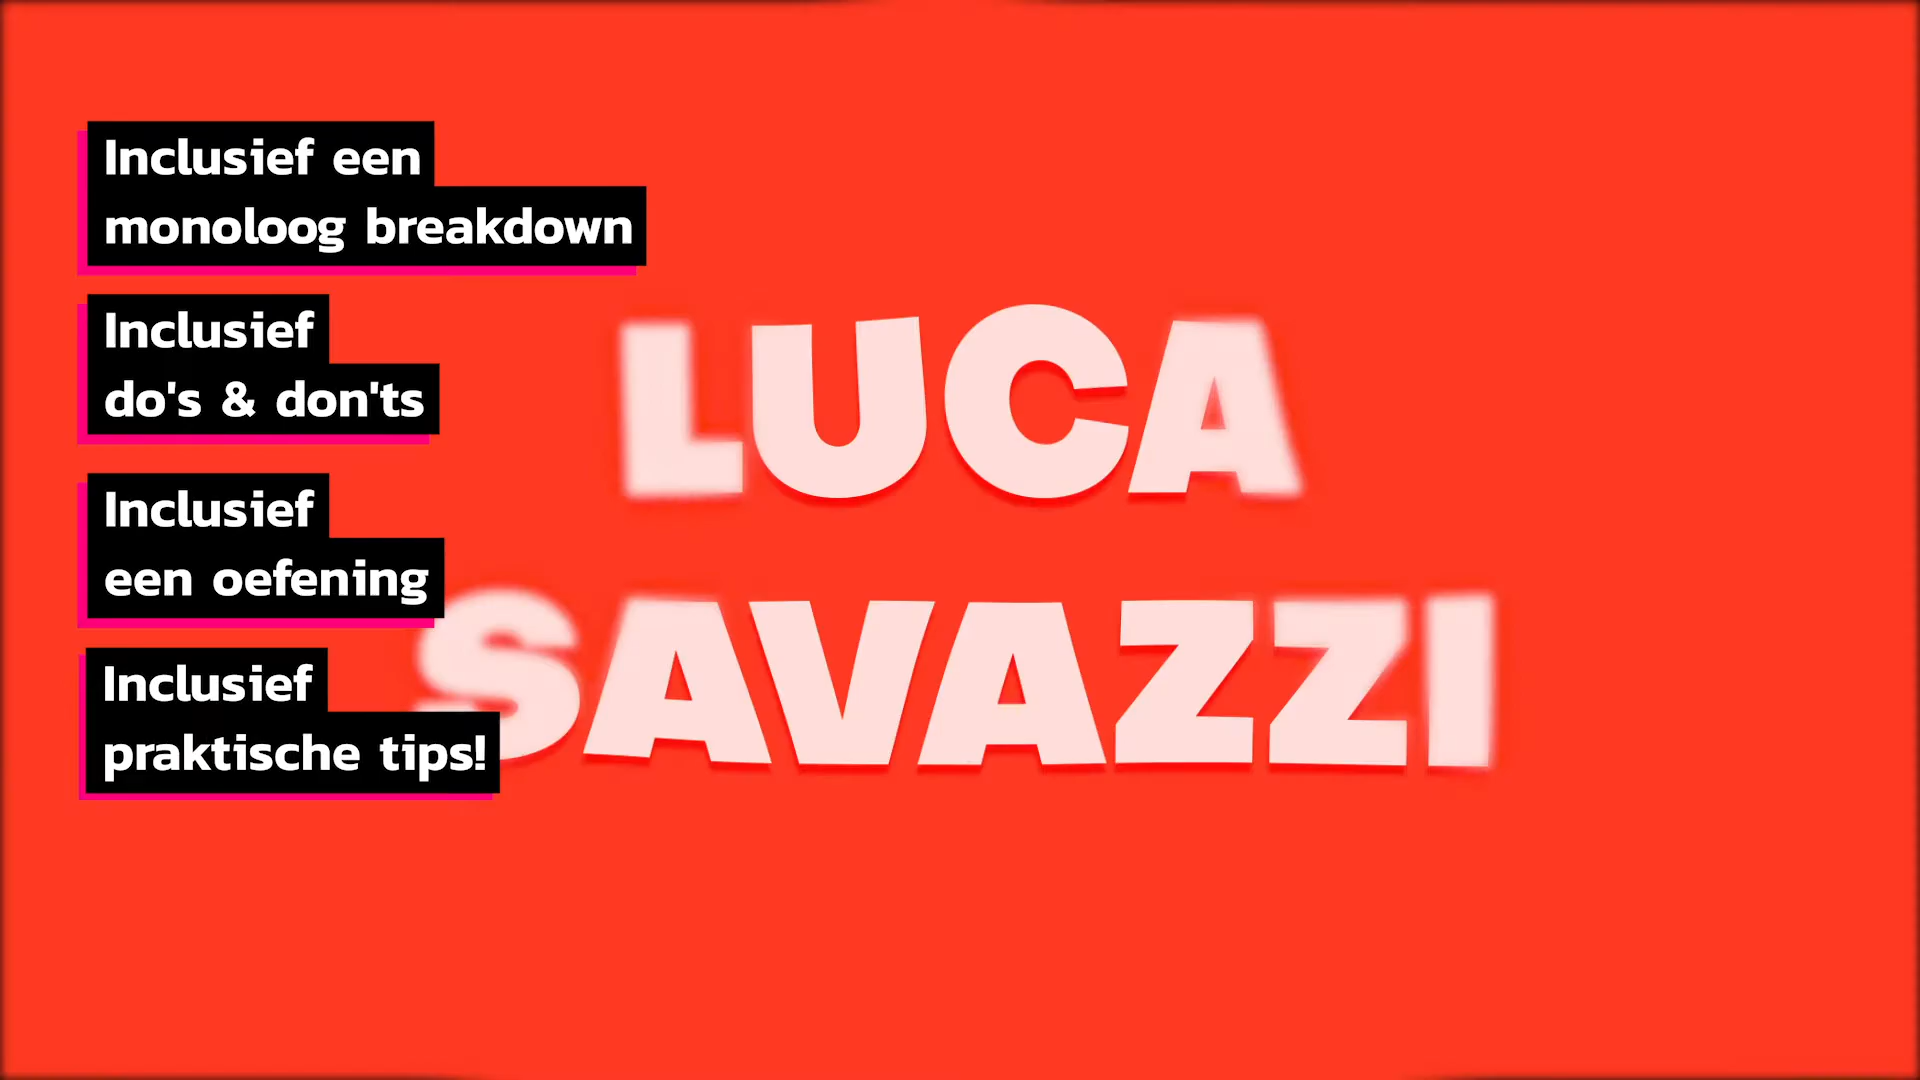 Inclusief een
monoloog breakdown
Inclusief
do's & don'ts
Inclusief
een oefening
Inclusief
praktische tips!
LUCA
SAVAZZI